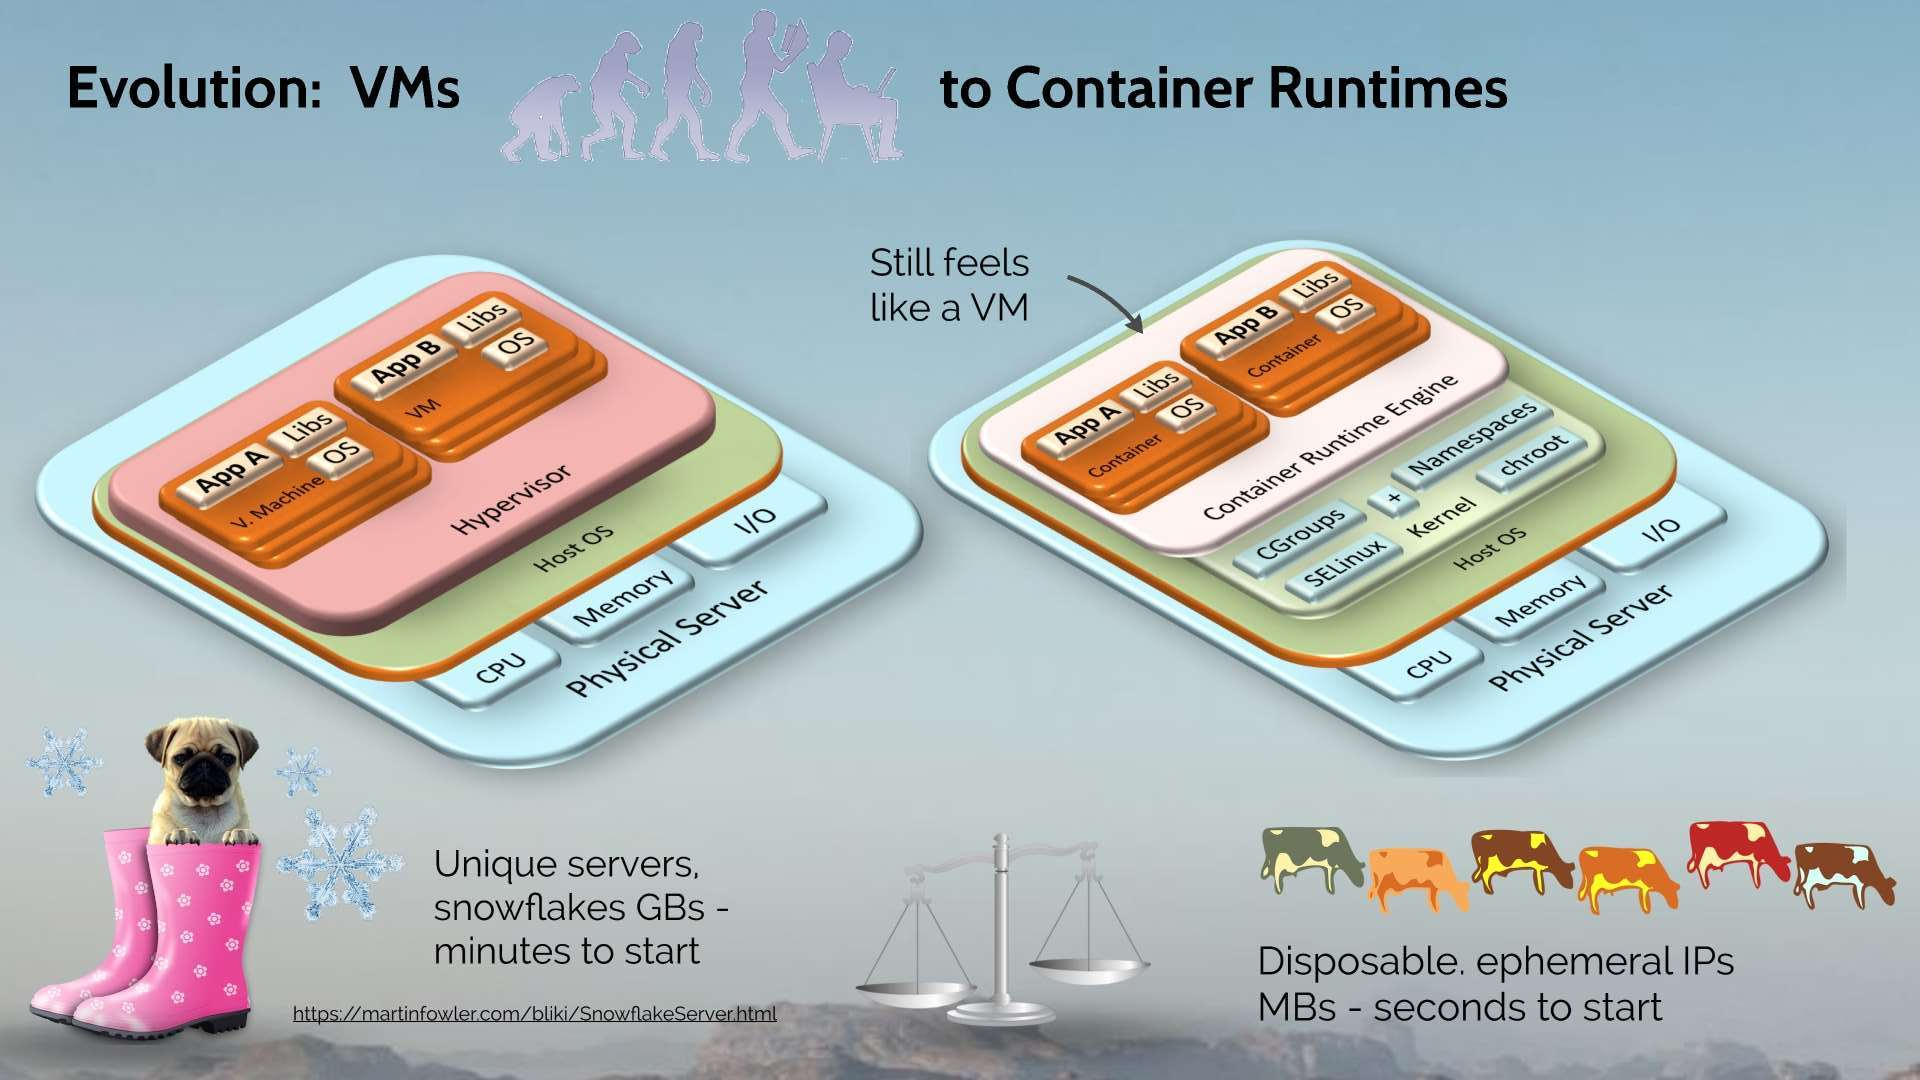 Evolution: VMs to Container Runtimes
Still feels
like a VM
App B
Libs
OS
VM
App A
Libs
OS
V. Machine
Hypervisor
Host OS
I/O
Memory
CPU
Physical Server
App B
Libs
OS
Container
App A
Libs
OS
Container
Container Runtime Engine
Namespaces
chroot
+
CGroups
SELinux
Kernel
Host OS
I/O
Memory
CPU
Physical Server
Unique servers,
snowflakes GBs -
minutes to start
https://martinfowler.com/bliki/SnowflakeServer.html
Disposable. ephemeral IPs
MBs - seconds to start